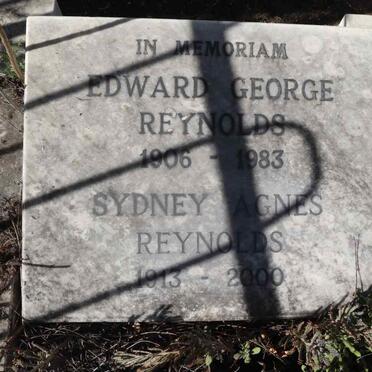 IN MEMORIAM
EDWARD GEORGE
REYNOLDS
1906 - 1983
SYDNEY AGNES
REYNOLDS
1913 - 2000